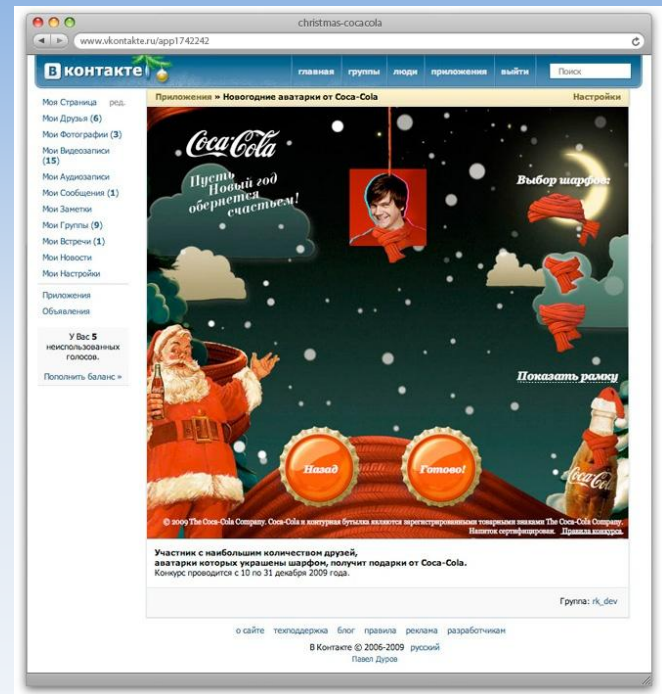 christmas-cocacola
www.vkontakte.ru/app1742242
В контакте
главная группы люди приложения выйти Поиск
Моя Страница ред.
Мои Друзья (6)
Мои Фотографии (3)
Мои Видеозаписи
(15)
Мои Аудиозаписи
Мои Сообщения (1)
Мои Заметки
Мои Группы (9)
Мои Встречи (1)
Мои Новости
Мои Настройки
Приложения
Объявления
У Вас 5
неиспользованных
голосов.
Пополнить баланс »
Приложения » Новогодние аватарки от Coca-Cola Настройки
Coca-Cola
Пусть
Новый год
обернется
счастьем!
Выбор шарфов:
Показать рамку
Назад
Готово!
Coca-Cola
© 2009 The Coca-Cola Company. Coca-Cola и контурная бутылка являются зарегистрированными товарными знаками The Coca-Cola Company.
Напиток сертифицирован. Правила конкурса.
Участник с наибольшим количеством друзей,
аватарки которых украшены шарфом, получит подарки от Coca-Cola.
Конкурс проводится с 10 по 31 декабря 2009 года.
Группа: rk_dev
о сайте техподдержка блог правила реклама разработчикам
В Контакте © 2006-2009 русский
Павел Дуров